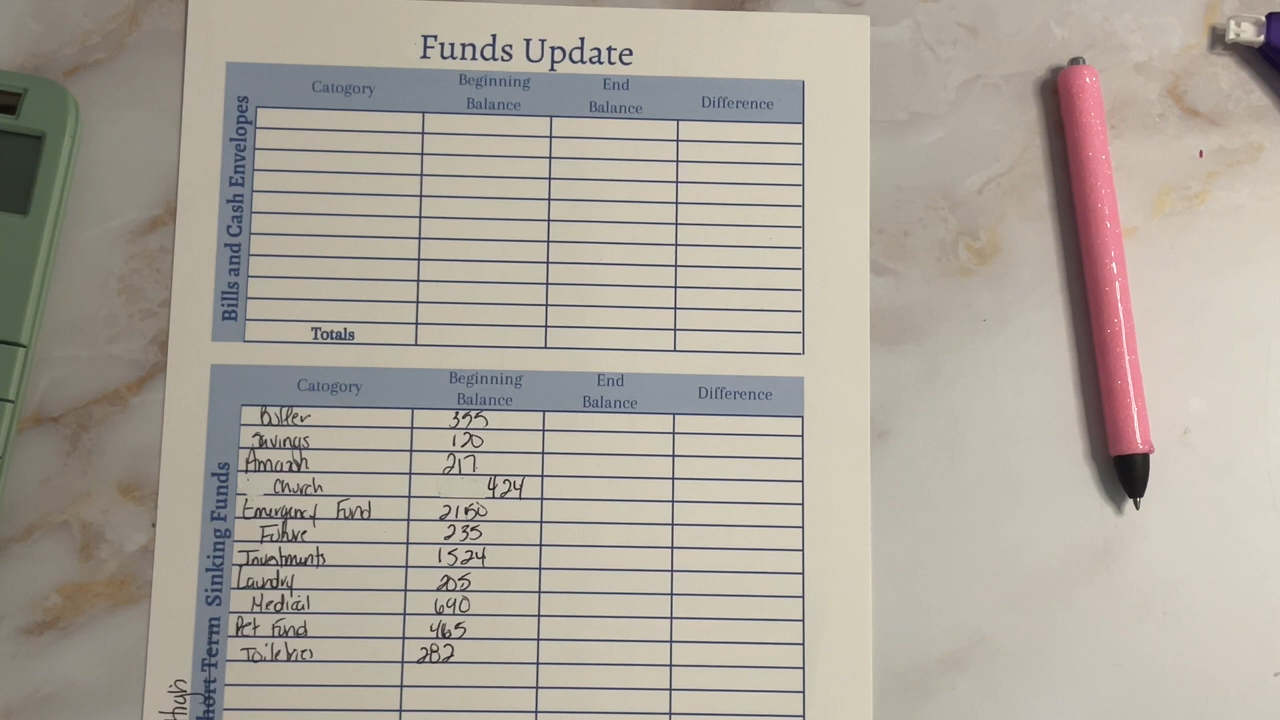 Funds Update
Bills and Cash Envelopes
Catogory Beginning Balance End Balance Difference
Totals
High
Short Term Sinking Funds
Catogory Beginning Balance End Balance Difference
Buffer 355
Savings 120
Amazon 217
Church 424
Emergency Fund 2150
Future 235
Investments 1524
Laundry 205
Medical 690
Pet Fund 465
Toiletries 282